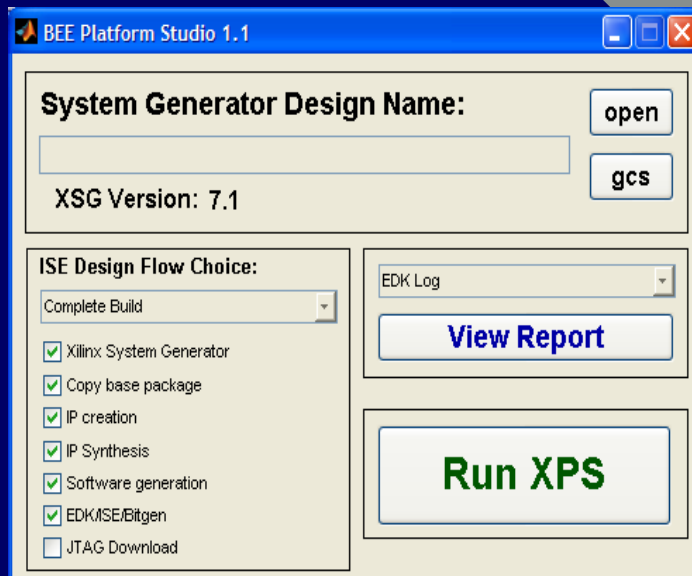 BEE Platform Studio 1.1
System Generator Design Name:
open
gcs
XSG Version: 7.1
ISE Design Flow Choice:
Complete Build
Xilinx System Generator
Copy base package
IP creation
IP Synthesis
Software generation
EDK/ISE/Bitgen
JTAG Download
EDK Log
View Report
Run XPS